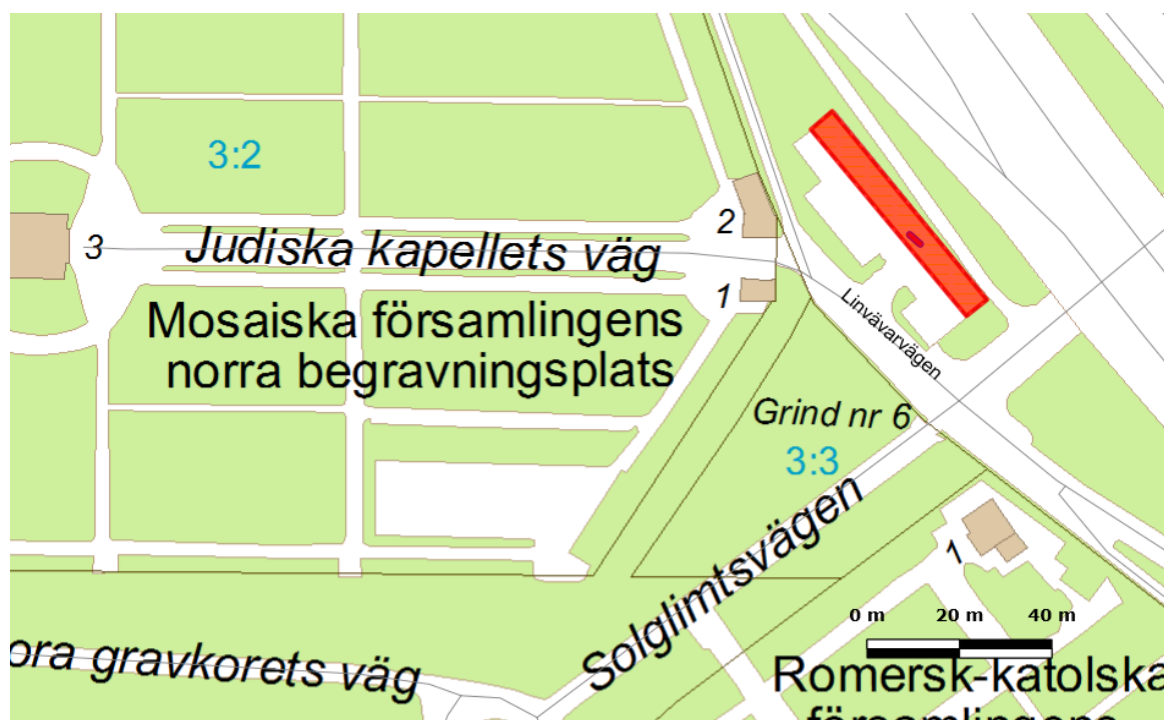 3:2
2
3
Judiska kapellets väg
1
Linvävarvägen
Mosaiska församlingens
norra begravningsplats
Grind nr 6
3:3
Solglimtsvägen
1
0 m 20 m 40 m
ora gravkorets väg
Romersk-katolska
församlingens